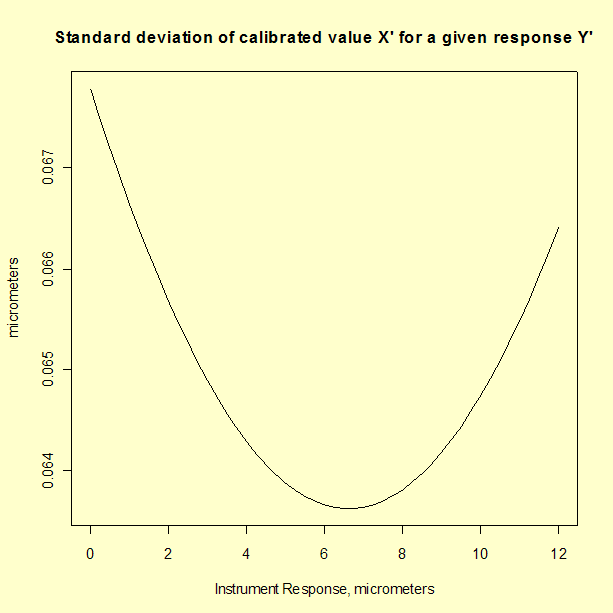 Standard deviation of calibrated value X' for a given response Y'
micrometers
0.067
0.066
0.065
0.064
0 2 4 6 8 10 12
Instrument Response, micrometers